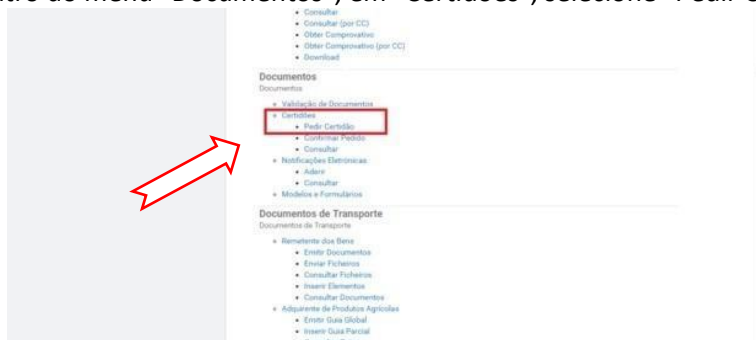 Consultar
Consultar (por CC)
Obter Comprovativo
Obter Comprovativo (por CC)
Download
Documentos
Documentos
Validação de Documentos
Certidões
Pedir Certidão
Confirmar Pedido
Consultar
Notificações Eletrónicas
Aderir
Consultar
Modelos e Formulários
Documentos de Transporte
Documentos de Transporte
Remetente dos Bens
Emitir Documentos
Enviar Ficheiros
Consultar Ficheiros
Inserir Elementos
Consultar Documentos
Adquirente de Produtos Agrícolas
Emitir Guia Global
Inserir Guia Parcial